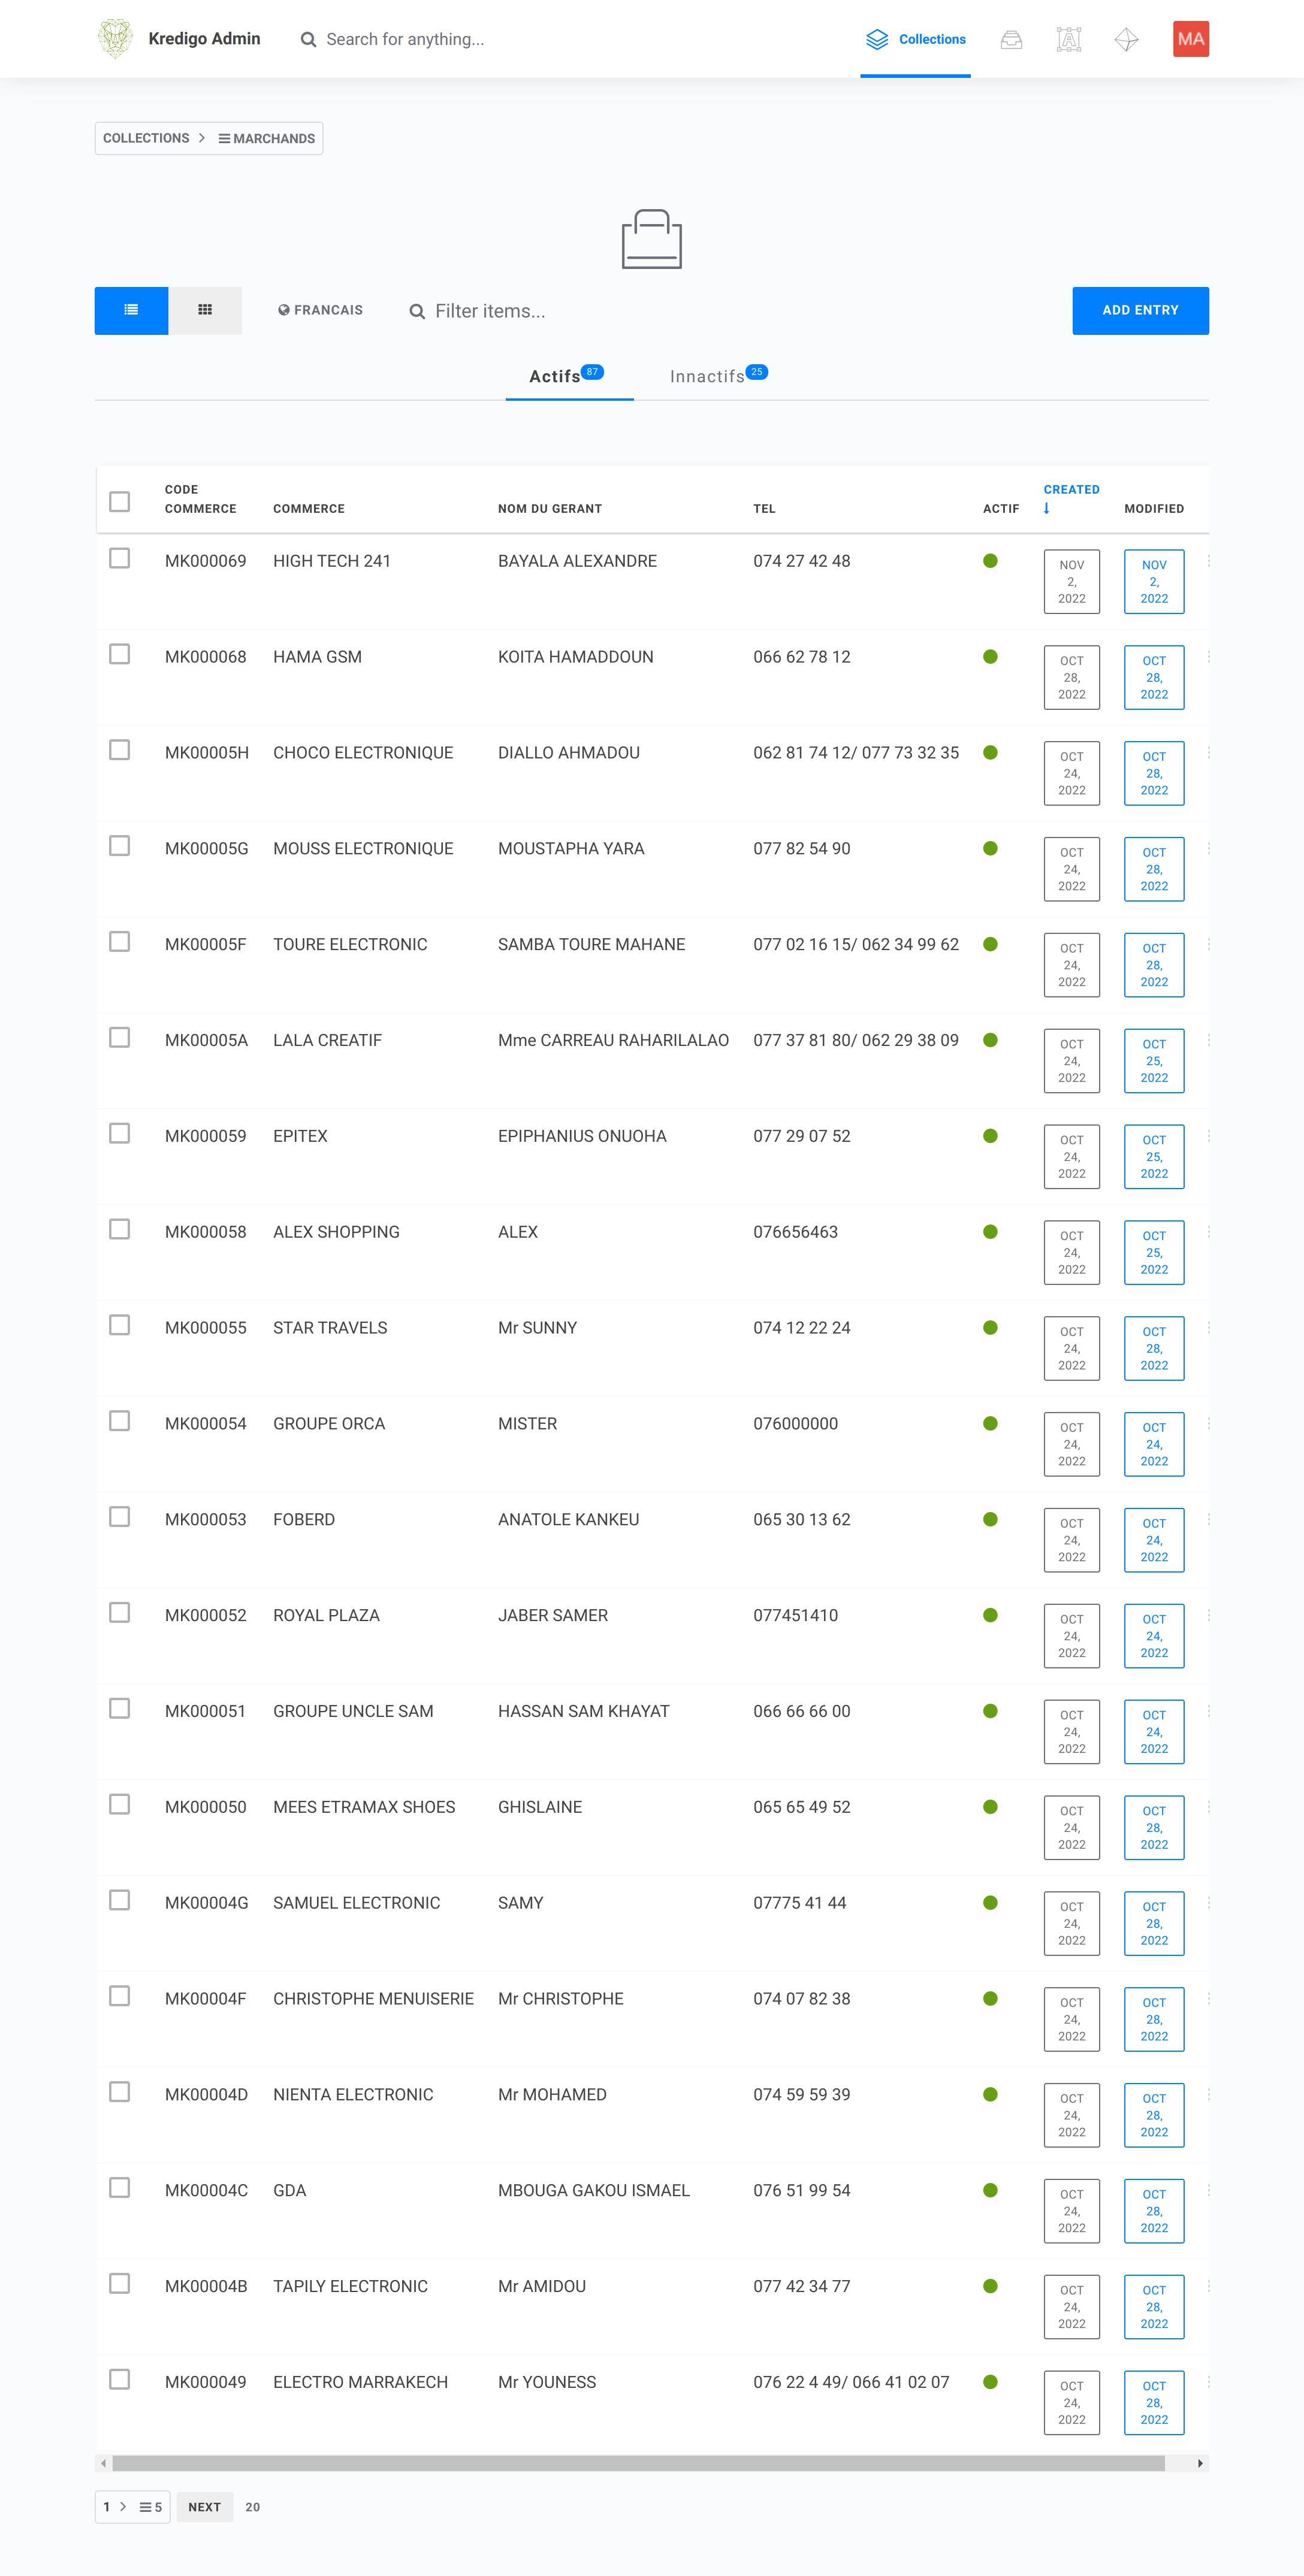 Kredigo Admin
Search for anything...
Collections
MA
COLLECTIONS
MARCHANDS
FRANCAIS
Filter items...
ADD ENTRY
Actifs 87
Innactifs 25
CODE COMMERCE
COMMERCE
NOM DU GERANT
TEL
ACTIF
CREATED
MODIFIED
MK000069 HIGH TECH 241 BAYALA ALEXANDRE 074 27 42 48 NOV 2, 2022 NOV 2, 2022
MK000068 HAMA GSM KOITA HAMADDOUN 066 62 78 12 OCT 28, 2022 OCT 28, 2022
MK00005H CHOCO ELECTRONIQUE DIALLO AHMADOU 062 81 74 12/ 077 73 32 35 OCT 24, 2022 OCT 28, 2022
MK00005G MOUSS ELECTRONIQUE MOUSTAPHA YARA 077 82 54 90 OCT 24, 2022 OCT 28, 2022
MK00005F TOURE ELECTRONIC SAMBA TOURE MAHANE 077 02 16 15/ 062 34 99 62 OCT 24, 2022 OCT 28, 2022
MK00005A LALA CREATIF Mme CARREAU RAHARILALAO 077 37 81 80/ 062 29 38 09 OCT 24, 2022 OCT 25, 2022
MK000059 EPITEX EPIPHANIUS ONUOHA 077 29 07 52 OCT 24, 2022 OCT 25, 2022
MK000058 ALEX SHOPPING ALEX 076656463 OCT 24, 2022 OCT 25, 2022
MK000055 STAR TRAVELS Mr SUNNY 074 12 22 24 OCT 24, 2022 OCT 28, 2022
MK000054 GROUPE ORCA MISTER 076000000 OCT 24, 2022 OCT 24, 2022
MK000053 FOBERD ANATOLE KANKEU 065 30 13 62 OCT 24, 2022 OCT 24, 2022
MK000052 ROYAL PLAZA JABER SAMER 077451410 OCT 24, 2022 OCT 24, 2022
MK000051 GROUPE UNCLE SAM HASSAN SAM KHAYAT 066 66 66 00 OCT 24, 2022 OCT 24, 2022
MK000050 MEES ETRAMAX SHOES GHISLAINE 065 65 49 52 OCT 24, 2022 OCT 28, 2022
MK00004G SAMUEL ELECTRONIC SAMY 07775 41 44 OCT 24, 2022 OCT 28, 2022
MK00004F CHRISTOPHE MENUISERIE Mr CHRISTOPHE 074 07 82 38 OCT 24, 2022 OCT 28, 2022
MK00004D NIENTA ELECTRONIC Mr MOHAMED 074 59 59 39 OCT 24, 2022 OCT 28, 2022
MK00004C GDA MBOUGA GAKOU ISMAEL 076 51 99 54 OCT 24, 2022 OCT 28, 2022
MK00004B TAPILY ELECTRONIC Mr AMIDOU 077 42 34 77 OCT 24, 2022 OCT 28, 2022
MK000049 ELECTRO MARRAKECH Mr YOUNESS 076 22 4 49/ 066 41 02 07 OCT 24, 2022 OCT 28, 2022
1 5 NEXT 20